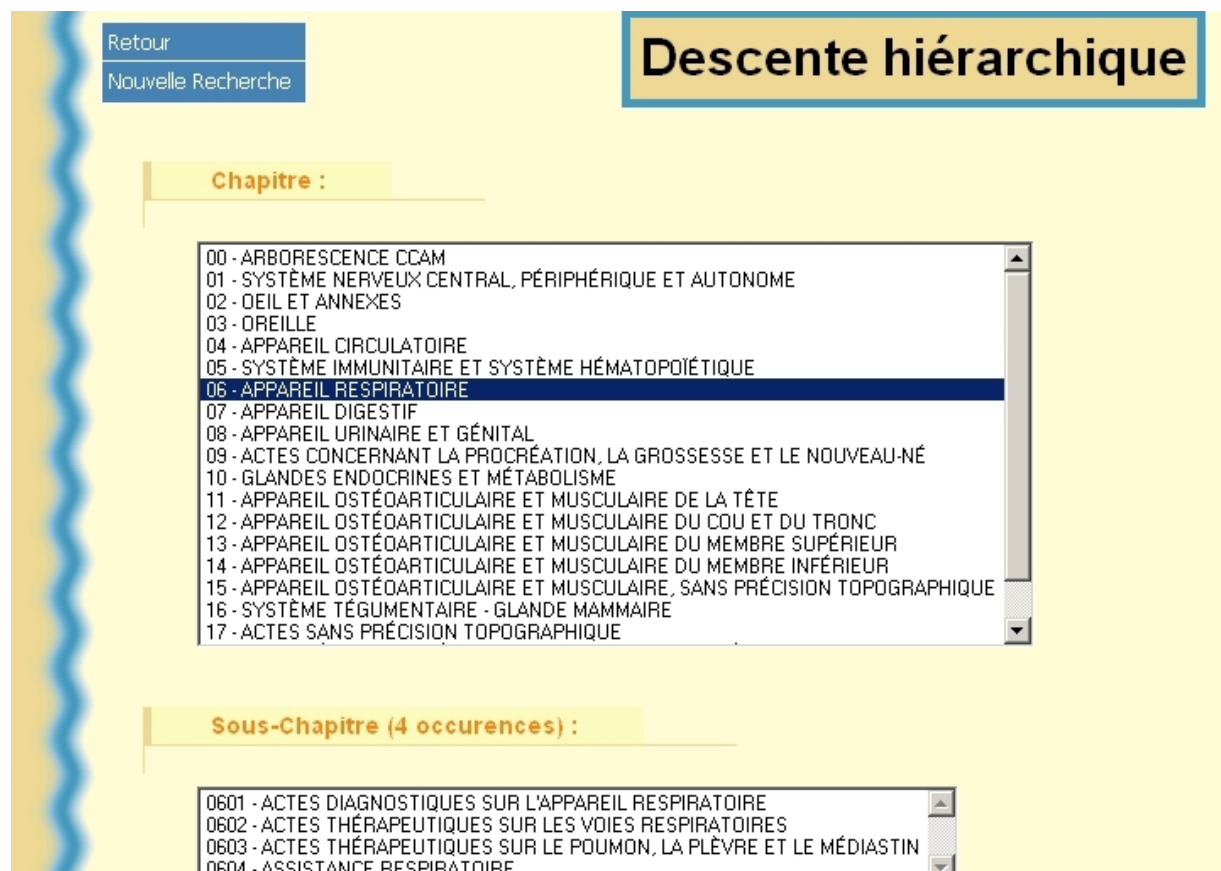 Retour
Descente hiérarchique
Nouvelle Recherche
Chapitre :
00 - ARBORESCENCE CCAM
01 - SYSTÈME NERVEUX CENTRAL, PÉRIPHÉRIQUE ET AUTONOME
02 - OEIL ET ANNEXES
03 - OREILLE
04 - APPAREIL CIRCULATOIRE
05 - SYSTÈME IMMUNITAIRE ET SYSTÈME HÉMATOPOÏÉTIQUE
06 - APPAREIL RESPIRATOIRE
07 - APPAREIL DIGESTIF
08 - APPAREIL URINAIRE ET GÉNITAL
09 - ACTES CONCERNANT LA PROCRÉATION, LA GROSSESSE ET LE NOUVEAU-NÉ
10 - GLANDES ENDOCRINES ET MÉTABOLISME
11 - APPAREIL OSTÉOARTICULAIRE ET MUSCULAIRE DE LA TÊTE
12 - APPAREIL OSTÉOARTICULAIRE ET MUSCULAIRE DU COU ET DU TRONC
13 - APPAREIL OSTÉOARTICULAIRE ET MUSCULAIRE DU MEMBRE SUPÉRIEUR
14 - APPAREIL OSTÉOARTICULAIRE ET MUSCULAIRE DU MEMBRE INFÉRIEUR
15 - APPAREIL OSTÉOARTICULAIRE ET MUSCULAIRE, SANS PRÉCISION TOPOGRAPHIQUE
16 - SYSTÈME TÉGUMENTAIRE - GLANDE MAMMAIRE
17 - ACTES SANS PRÉCISION TOPOGRAPHIQUE
Sous-Chapitre (4 occurences) :
0601 - ACTES DIAGNOSTIQUES SUR L'APPAREIL RESPIRATOIRE
0602 - ACTES THÉRAPEUTIQUES SUR LES VOIES RESPIRATOIRES
0603 - ACTES THÉRAPEUTIQUES SUR LE POUMON, LA PLÈVRE ET LE MÉDIASTIN
0604 - ASSISTANCE RESPIRATOIRE